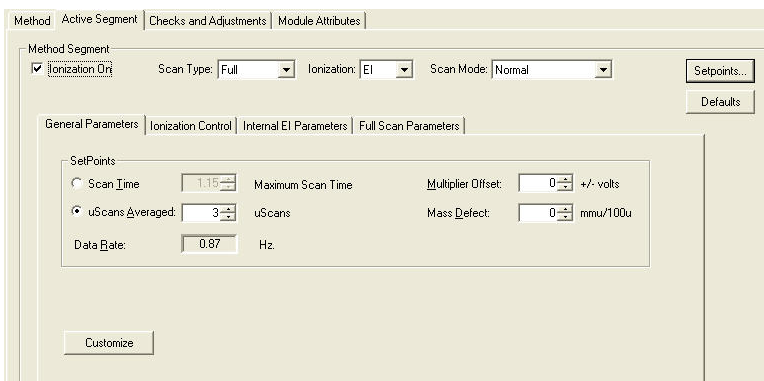 Method Active Segment Checks and Adjustments Module Attributes
Method Segment
Ionization On Scan Type: Full Ionization: EI Scan Mode: Normal Setpoints...
Defaults
General Parameters Ionization Control Internal EI Parameters Full Scan Parameters
SetPoints
Scan Time 1.15 Maximum Scan Time Multiplier Offset: 0 +/- volts
uScans Averaged: 3 uScans Mass Defect: 0 mmu/100u
Data Rate: 0.87 Hz.
Customize